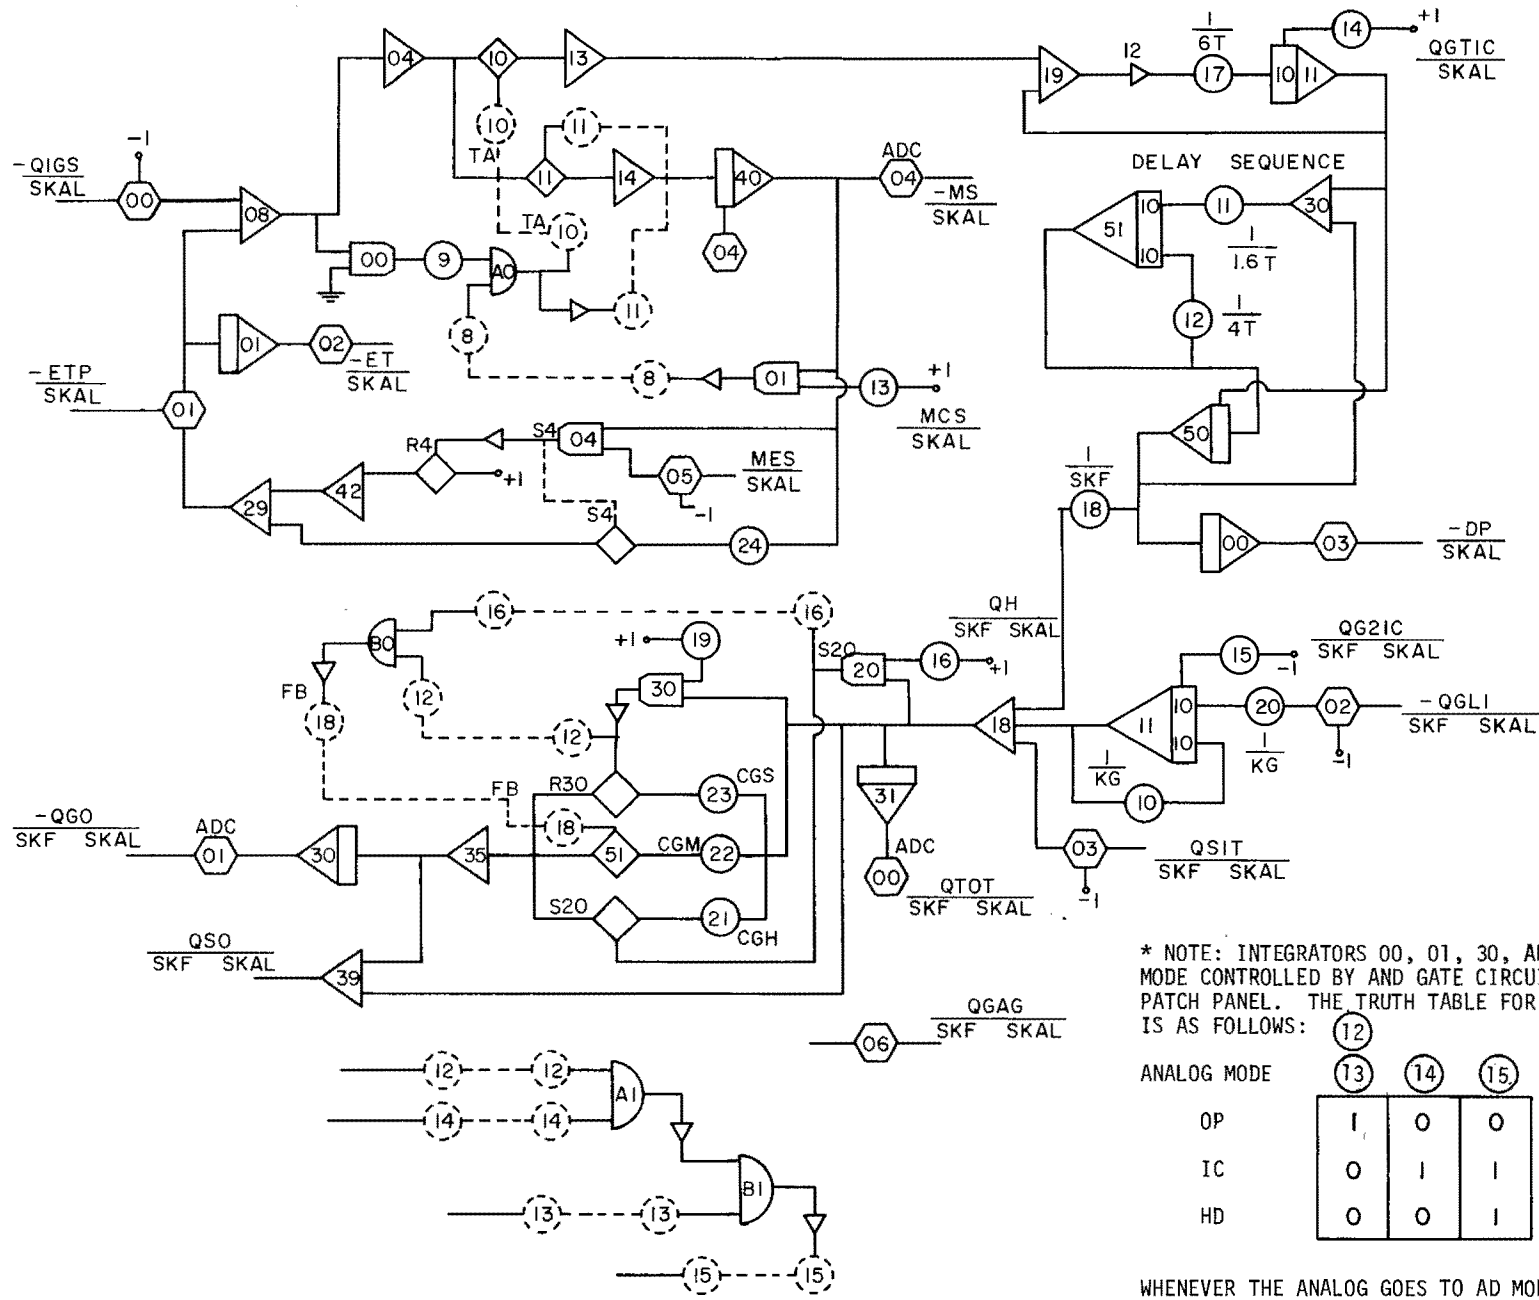 -1
-QIGS
SKAL
00
08
04
10
13
10
TA
11
11
14
40
ADC
04
-MS
SKAL
04
TA
10
00
9
A0
11
8
8
01
13
+1
MCS
SKAL
01
02
-ET
SKAL
-ETP
SKAL
01
R4
S4
04
05
MES
SKAL
-1
+1
42
29
S4
24
19
12
1
6T
17
10
11
14
+1
QGT1C
SKAL
DELAY SEQUENCE
51
10
10
11
1
1.6T
30
12
1
4T
50
1
SKF
18
00
03
-DP
SKAL
16
16
B0
FB
18
12
12
+1
19
30
S20
20
16
QH
SKF SKAL
+1
18
11
10
10
15
-1
QG2IC
SKF SKAL
20
1
KG
02
-1
-QGLI
SKF SKAL
1
KG
10
03
-1
QSIT
SKF SKAL
31
ADC
00
QTOT
SKF SKAL
R30
23
CGS
FB
18
51
CGM
22
S20
21
CGH
35
30
ADC
01
-QGO
SKF SKAL
39
QSO
SKF SKAL
06
QGAG
SKF SKAL
12
12
A1
14
14
B1
13
13
15
15
* NOTE: INTEGRATORS 00, 01, 30,
MODE CONTROLLED BY AND GATE
PATCH PANEL. THE TRUTH TABLE FOR
IS AS FOLLOWS:
12
ANALOG MODE 13 14 15
OP 1 0 0
IC 0 1 1
HD 0 0 1
WHENEVER THE ANALOG GOES TO AD